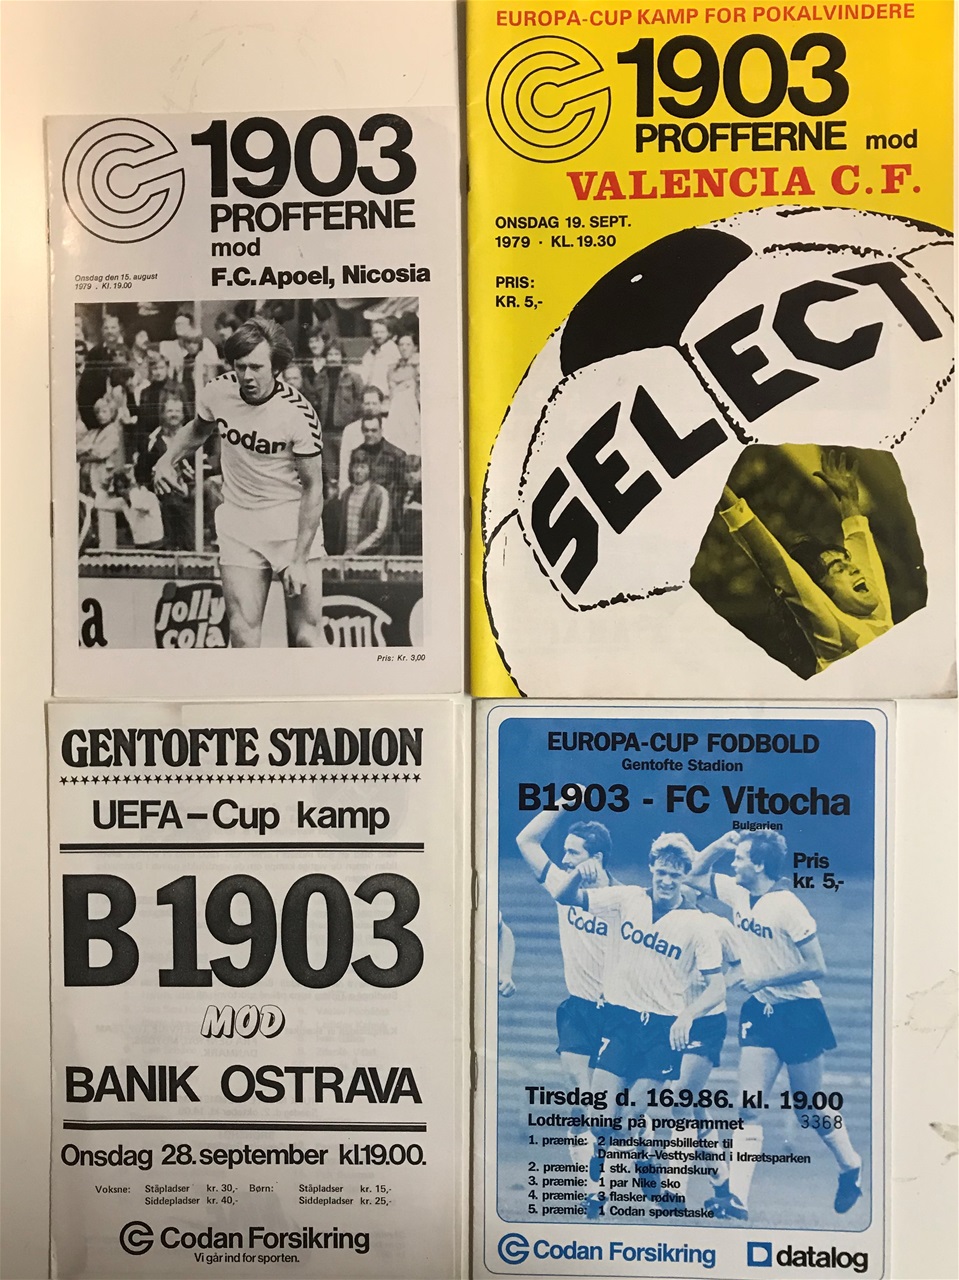 1903
PROFFERNE
mod
F.C. Apoel, Nicosia
Onsdag den 15. august
1979 . Kl. 19.00
Codan
jolly
cola
Pris: Kr. 3,00
EUROPA-CUP KAMP FOR POKALVINDERE
1903
PROFFERNE mod
VALENCIA C.F.
ONSDAG 19. SEPT.
1979 · KL. 19.30
PRIS:
KR. 5,-
SELECT
GENTOFTE STADION
UEFA-Cup kamp
B 1903
MOD
BANIK OSTRAVA
Onsdag 28. september kl.19.00.
Voksne: Ståpladser kr. 30,- Børn: Ståpladser kr. 15,-
Siddepladser kr. 40,- Siddepladser kr. 25,-
Codan Forsikring
Vi går ind for sporten.
EUROPA-CUP FODBOLD
Gentofte Stadion
B1903 - FC Vitocha
Bulgarien
Pris
kr. 5,-
Coda Codan Codan
7
Tirsdag d. 16.9.86. kl. 19.00
Lodtrækning på programmet 3368
1. præmie: 2 landskampsbilletter til
Danmark-Vesttyskland i Idrætsparken
2. præmie: 1 stk. købmandskurv
3. præmie: 1 par Nike sko
4. præmie: 3 flasker rødvin
5. præmie: 1 Codan sportstaske
Codan Forsikring datalog